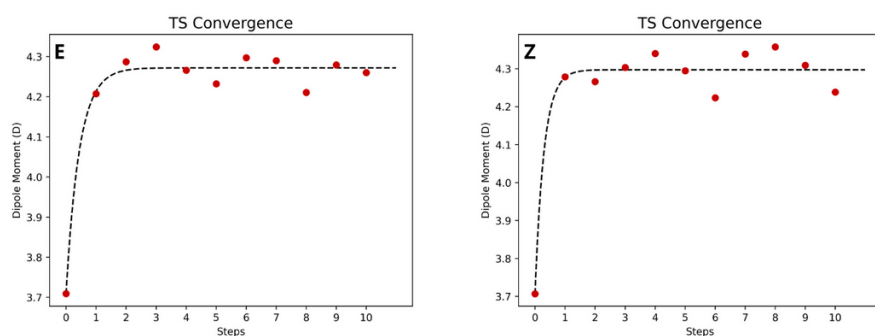 TS Convergence
E
4.3
4.2
4.1
4.0
3.9
3.8
3.7
Dipole Moment (D)
0 1 2 3 4 5 6 7 8 9 10
Steps
TS Convergence
Z
4.3
4.2
4.1
4.0
3.9
3.8
3.7
Dipole Moment (D)
0 1 2 3 4 5 6 7 8 9 10
Steps